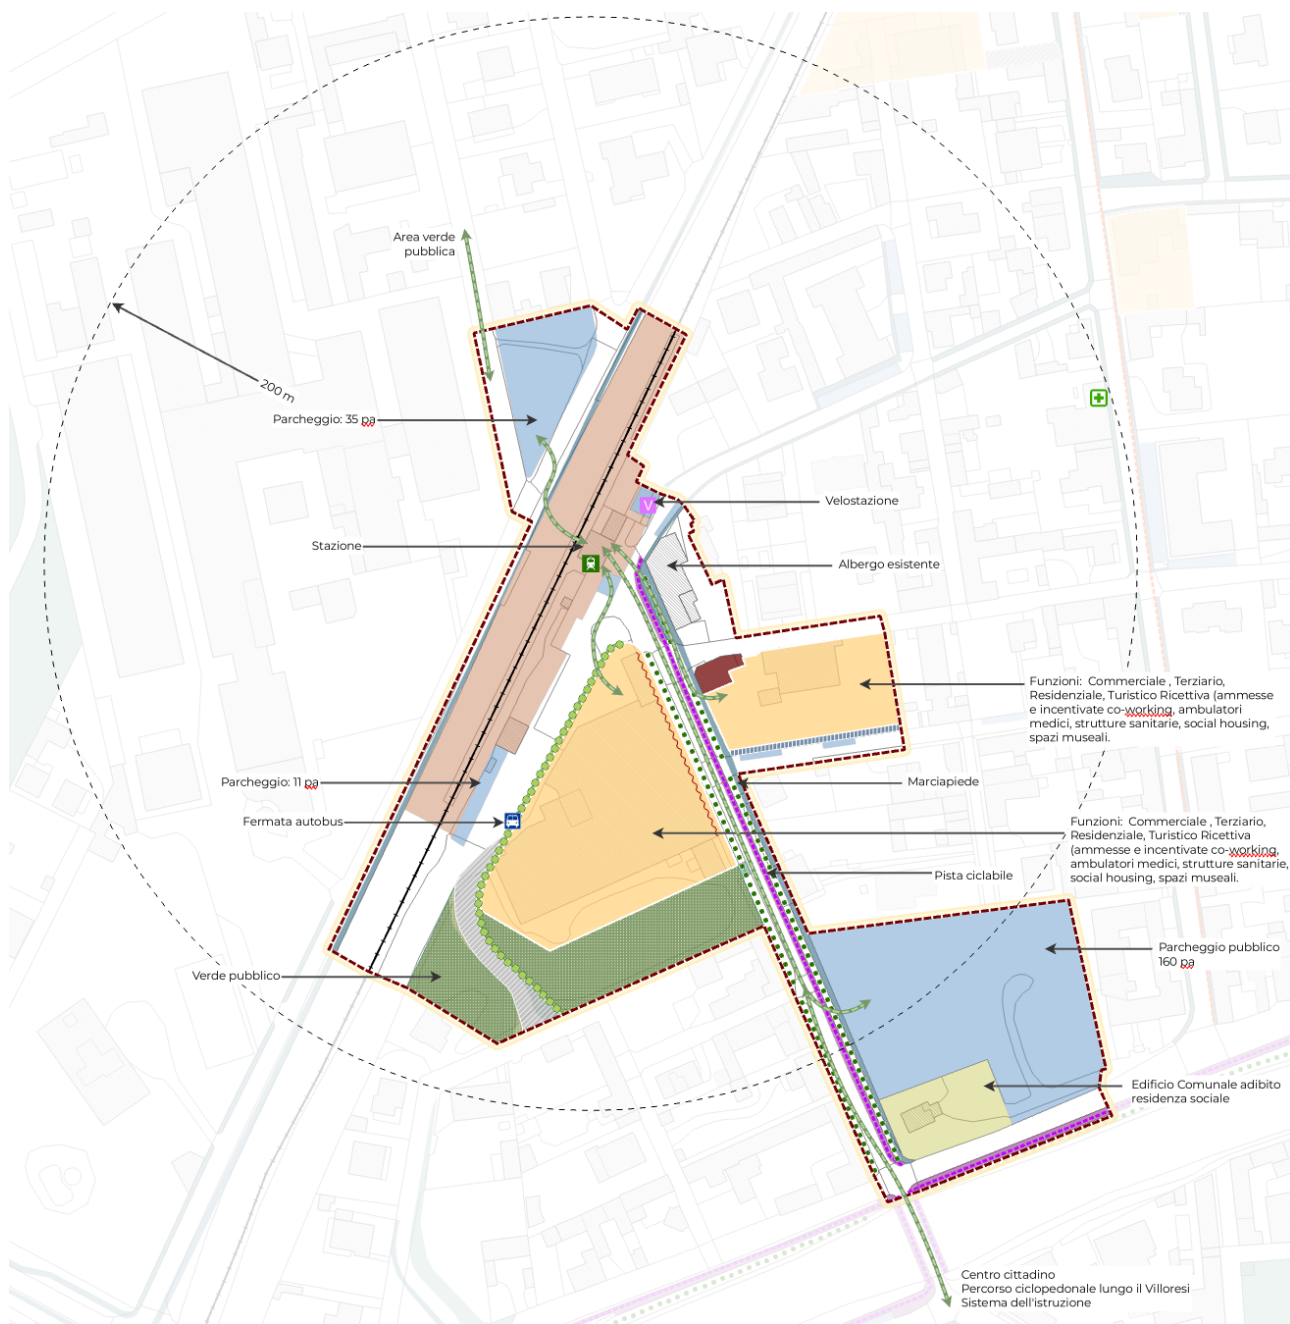 Area verde
pubblica
200 m
Parcheggio: 35 pa
Velostazione
V
Stazione
Albergo esistente
Funzioni: Commerciale , Terziario,
Residenziale, Turistico Ricettiva (ammesse
e incentivate co-working, ambulatori
medici, strutture sanitarie, social housing,
spazi museali.
Parcheggio: 11 pa
Marciapiede
Fermata autobus
Funzioni: Commerciale , Terziario,
Residenziale, Turistico Ricettiva
(ammesse e incentivate co-working,
ambulatori medici, strutture sanitarie,
social housing, spazi museali.
Pista ciclabile
Parcheggio pubblico
160 pa
Verde pubblico
Edificio Comunale adibito
residenza sociale
Centro cittadino
Percorso ciclopedonale lungo il Villoresi
Sistema dell'istruzione